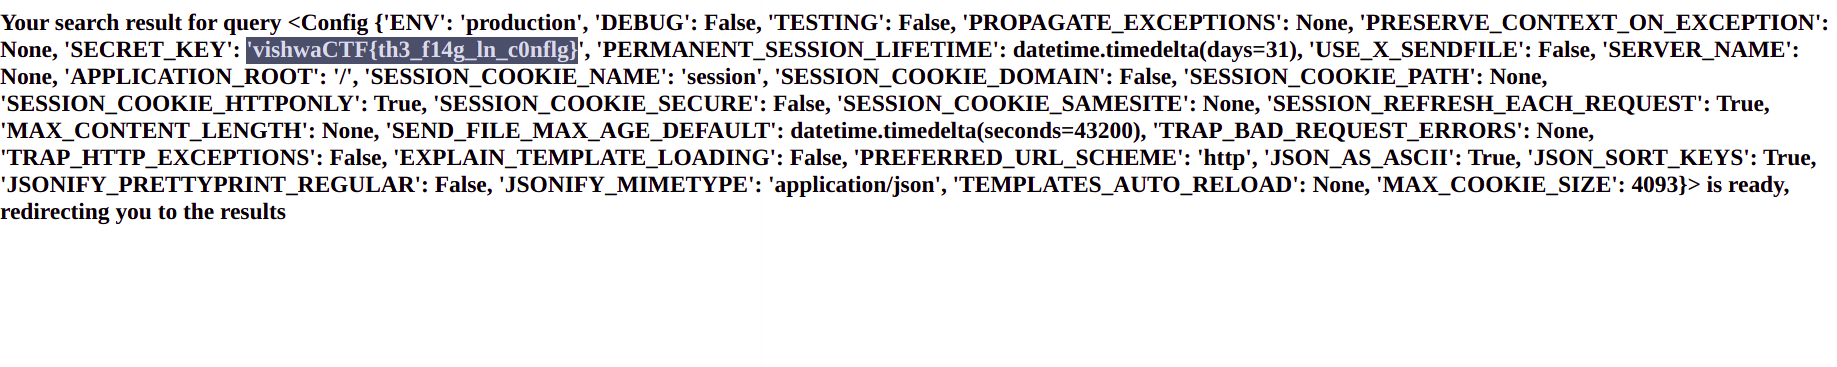 Your search result for query <Config {'ENV': 'production', 'DEBUG': False, 'TESTING': False, 'PROPAGATE_EXCEPTIONS': None, 'PRESERVE_CONTEXT_ON_EXCEPTION':
None, 'SECRET_KEY': 'vishwaCTF{th3_f14g_ln_c0nflg}', 'PERMANENT_SESSION_LIFETIME': datetime.timedelta(days=31), 'USE_X_SENDFILE': False, 'SERVER_NAME':
None, 'APPLICATION_ROOT': '/', 'SESSION_COOKIE_NAME': 'session', 'SESSION_COOKIE_DOMAIN': False, 'SESSION_COOKIE_PATH': None,
'SESSION_COOKIE_HTTPONLY': True, 'SESSION_COOKIE_SECURE': False, 'SESSION_COOKIE_SAMESITE': None, 'SESSION_REFRESH_EACH_REQUEST': True,
'MAX_CONTENT_LENGTH': None, 'SEND_FILE_MAX_AGE_DEFAULT': datetime.timedelta(seconds=43200), 'TRAP_BAD_REQUEST_ERRORS': None,
'TRAP_HTTP_EXCEPTIONS': False, 'EXPLAIN_TEMPLATE_LOADING': False, 'PREFERRED_URL_SCHEME': 'http', 'JSON_AS_ASCII': True, 'JSON_SORT_KEYS': True,
'JSONIFY_PRETTYPRINT_REGULAR': False, 'JSONIFY_MIMETYPE': 'application/json', 'TEMPLATES_AUTO_RELOAD': None, 'MAX_COOKIE_SIZE': 4093}> is ready,
redirecting you to the results